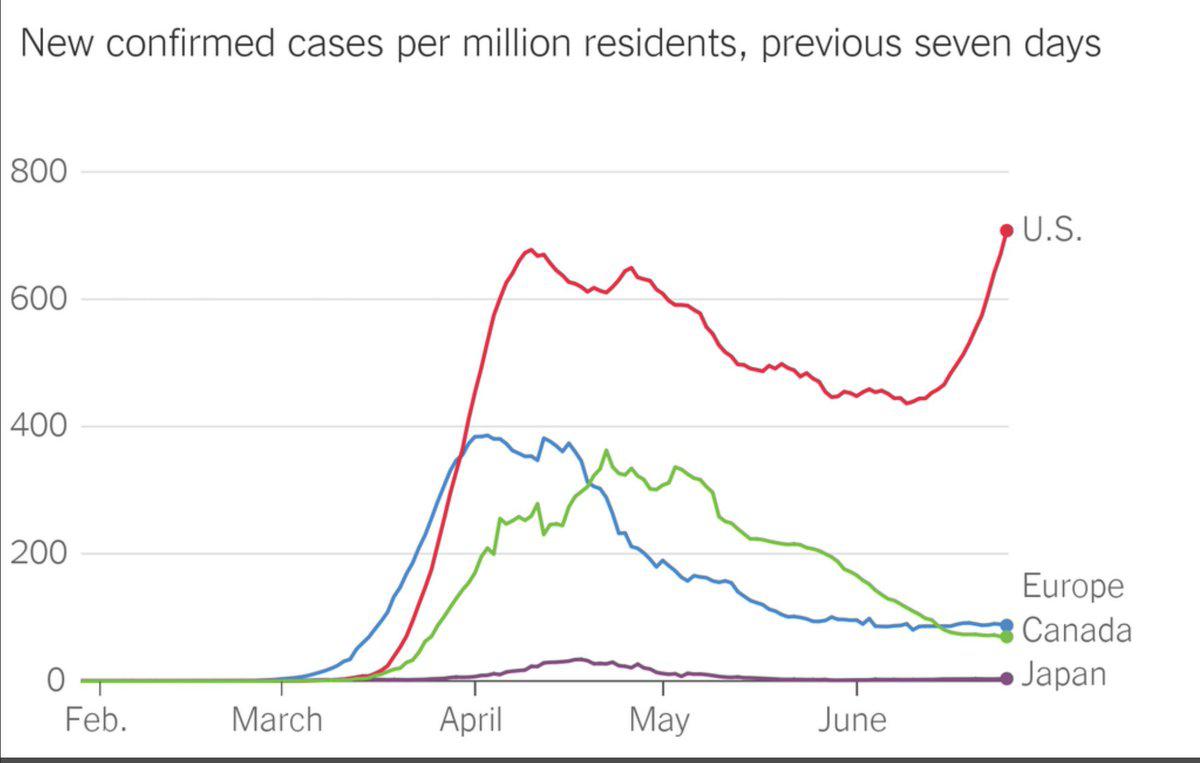 New confirmed cases per million residents, previous seven days
800
U.S.
600
400
200
Europe
Canada
0
Japan
Feb. March April May June